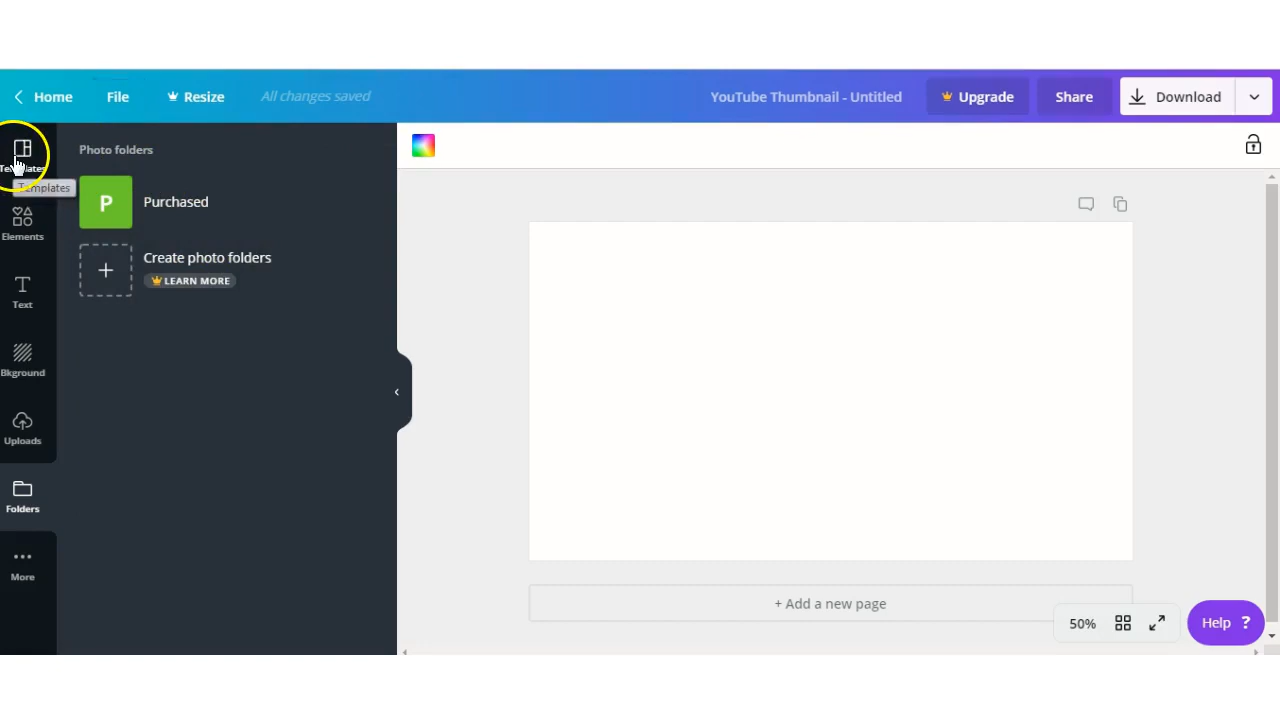 Home
File
Resize
All changes saved
YouTube Thumbnail - Untitled
Upgrade
Share
Download
Templates
Templates
Elements
Text
Bkground
Uploads
Folders
More
Photo folders
P
Purchased
+
Create photo folders
LEARN MORE
+ Add a new page
50%
Help ?